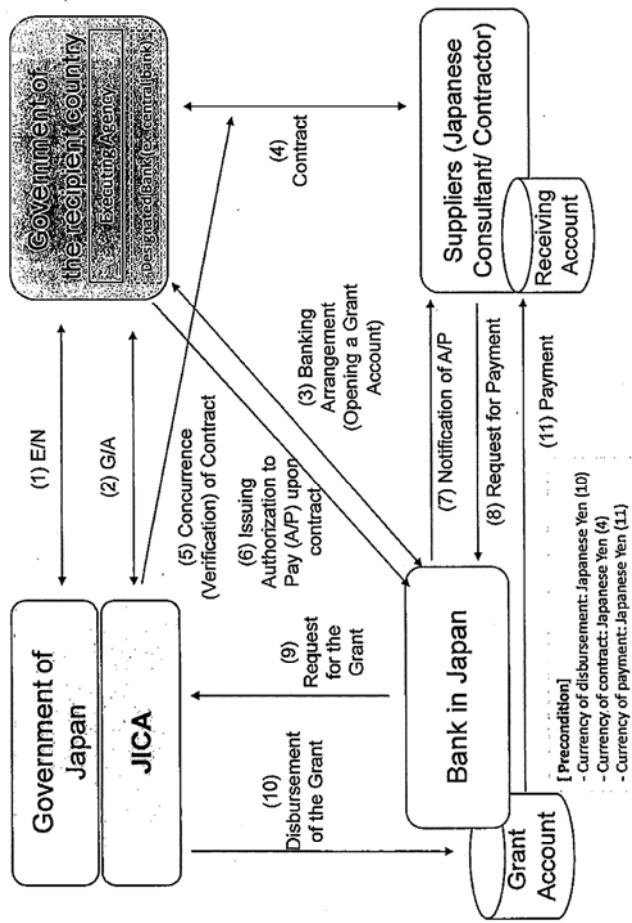 Government of
Japan
JICA
Government of
the recipient country
Executing Agency
Designated Bank (ex. central bank)
(1) E/N
(2) G/A
(5) Concurrence
(Verification) of Contract
(6) Issuing
Authorization to
Pay (A/P) upon
contract
(3) Banking
Arrangement
(Opening a Grant
Account)
(4)
Contract
(9)
Request
for the
Grant
(10)
Disbursement
of the Grant
Bank in Japan
Grant
Account
(7) Notification of A/P
(8) Request for Payment
(11) Payment
Suppliers (Japanese
Consultant/ Contractor)
Receiving
Account
[ Precondition]
- Currency of disbursement: Japanese Yen (10)
- Currency of contract: Japanese Yen (4)
- Currency of payment: Japanese Yen (11)